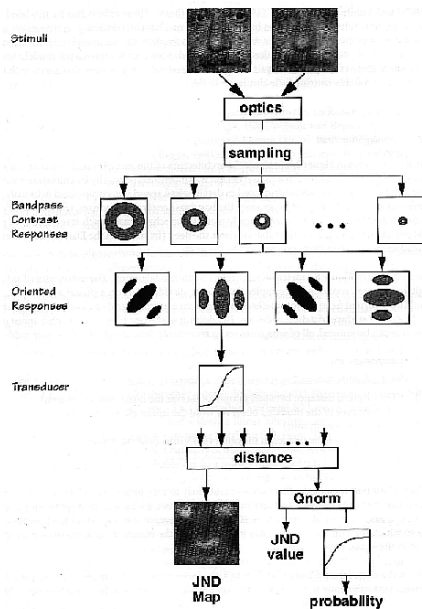 Stimuli
optics
sampling
Bandpass
Contrast
Responses
Oriented
Responses
Transducer
distance
Qnorm
JND
Map
JND
value
probability